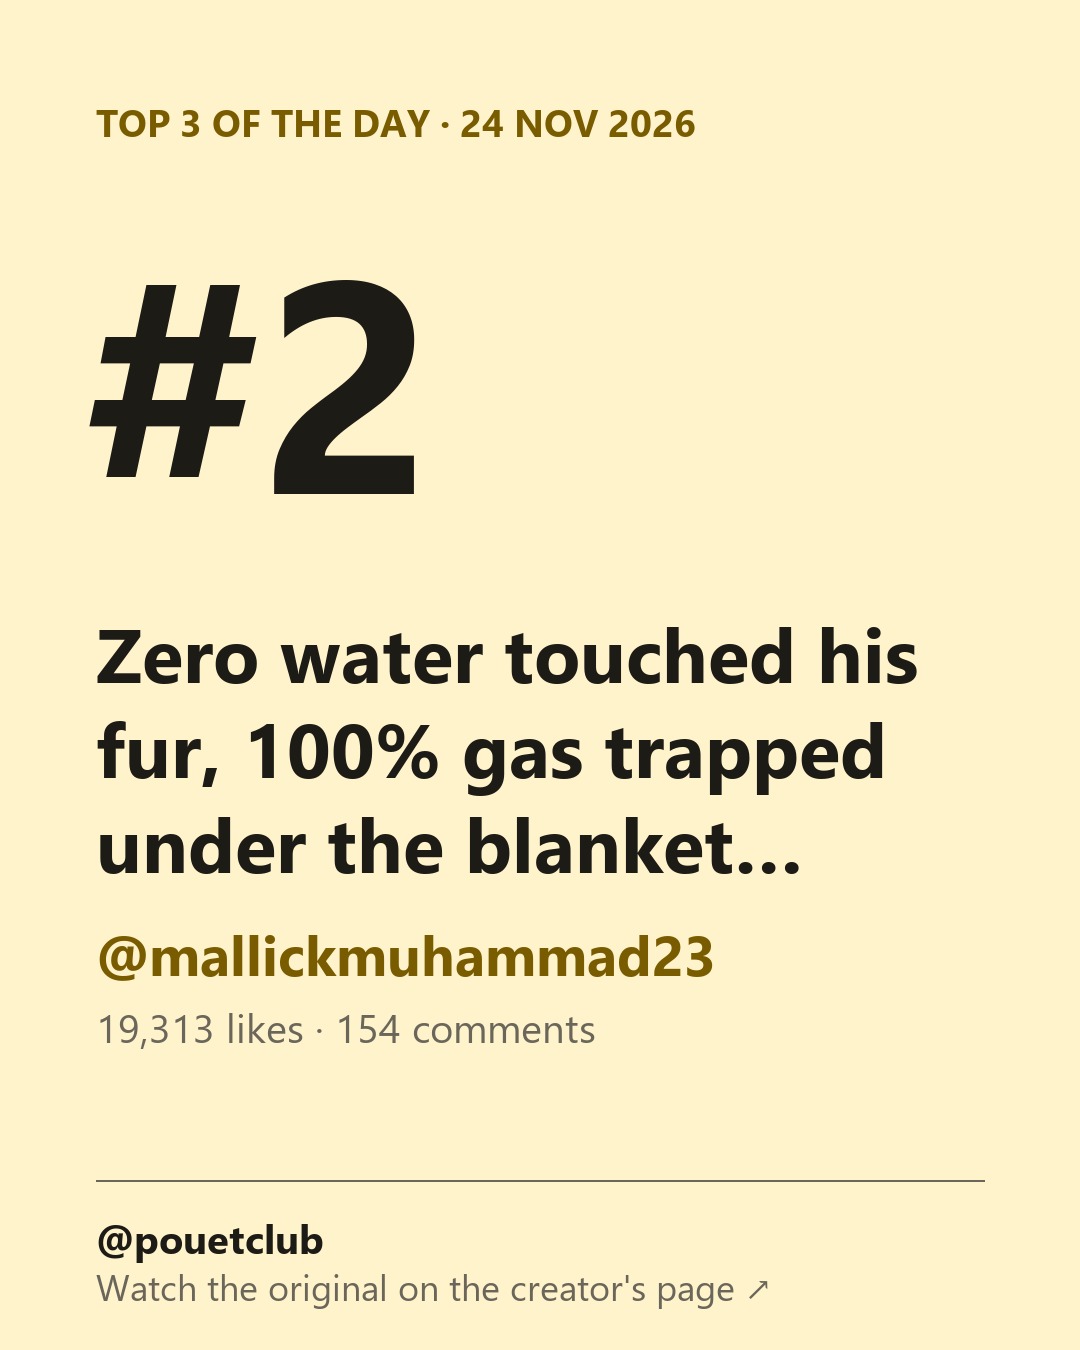 TOP 3 OF THE DAY · 24 NOV 2026
#2
Zero water touched his
fur, 100% gas trapped
under the blanket...
@mallickmuhammad23
19,313 likes · 154 comments
@pouetclub
Watch the original on the creator's page ↗